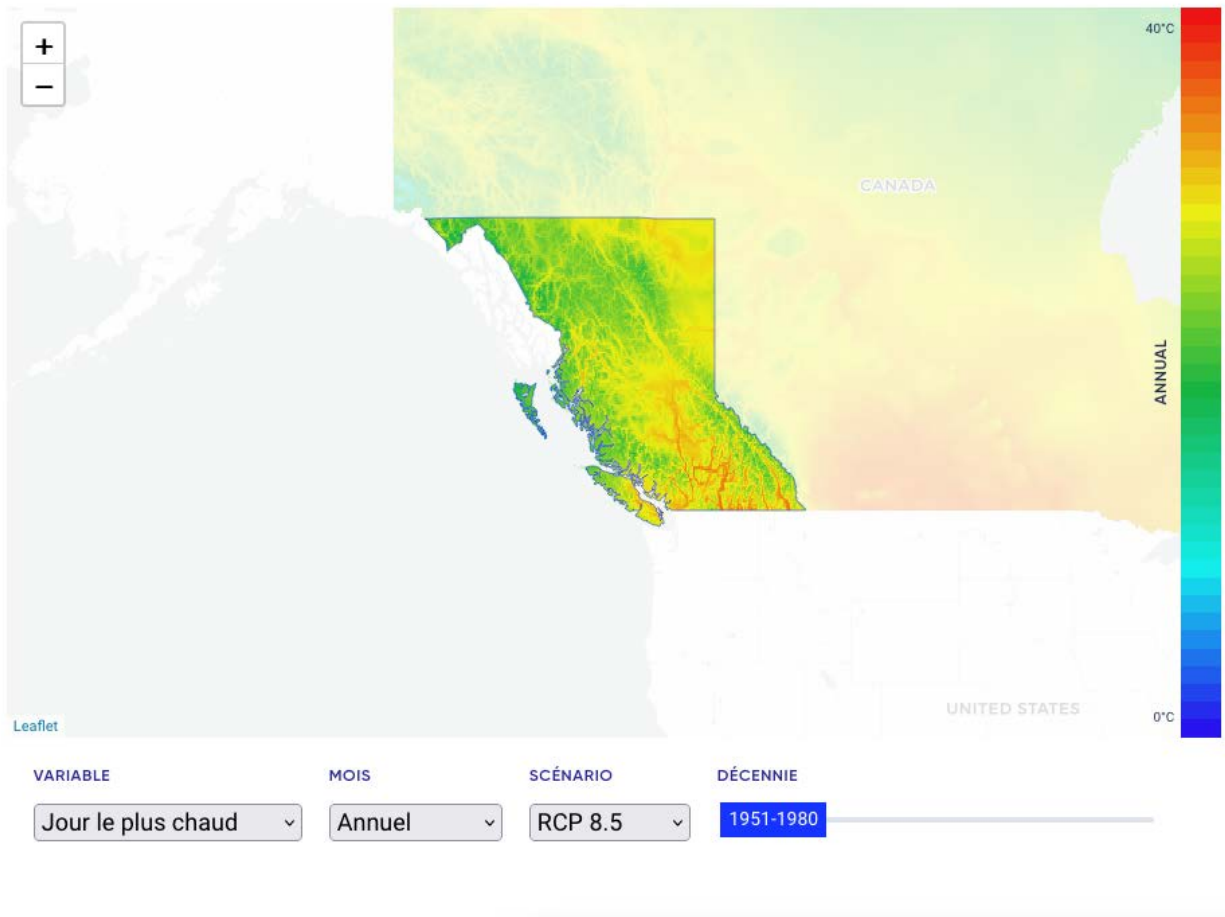 +
40°C
−
CANADA
ANNUAL
UNITED STATES
0°C
Leaflet
VARIABLE
MOIS
SCÉNARIO
DÉCENNIE
Jour le plus chaud
Annuel
RCP 8.5
1951-1980